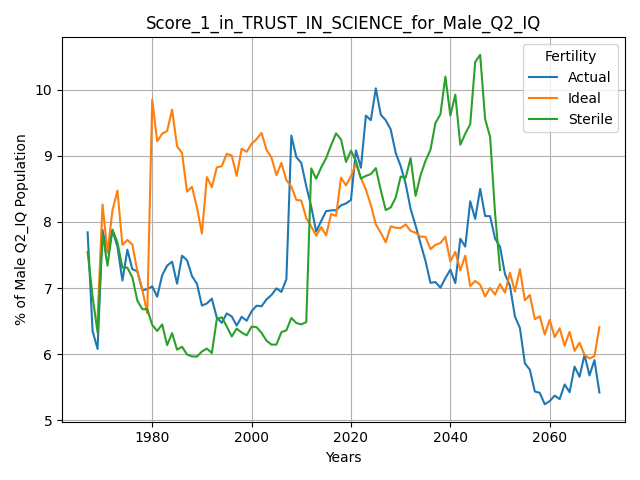 Score_1_in_TRUST_IN_SCIENCE_for_Male_Q2_IQ
Fertility
Actual
Ideal
Sterile
% of Male Q2_IQ Population
10
9
8
7
6
5
1980 2000 2020 2040 2060
Years